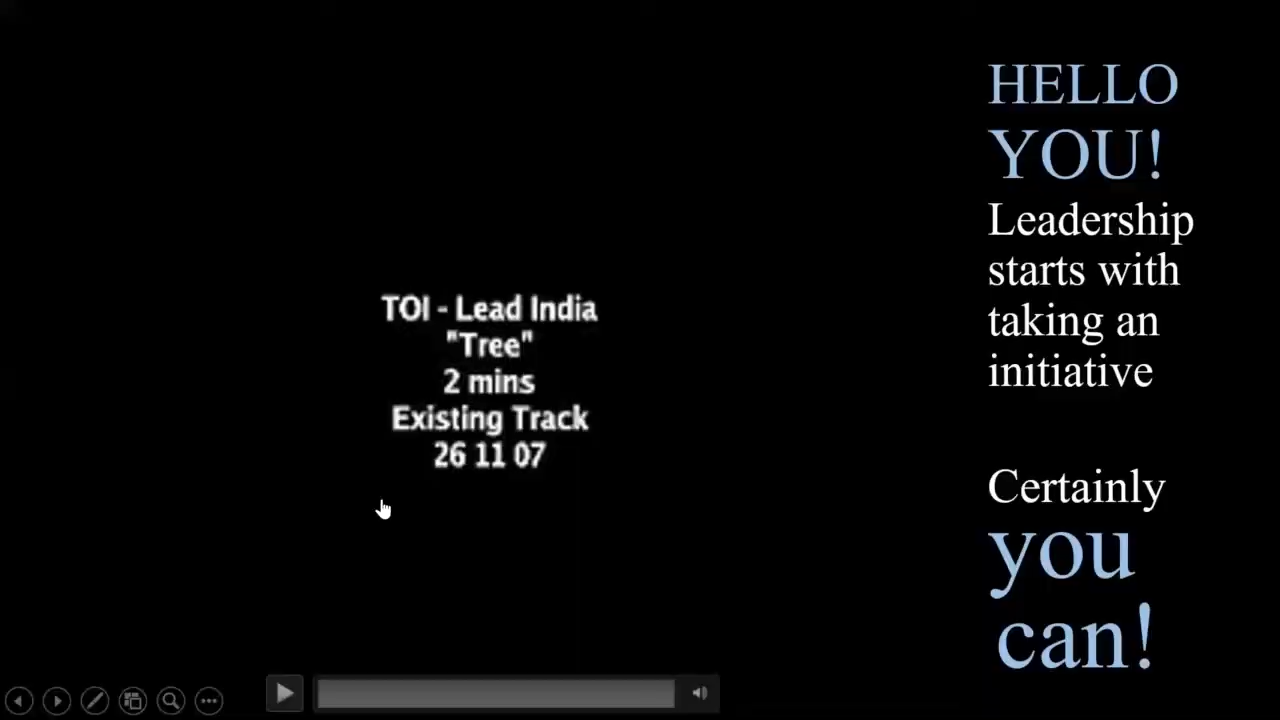 TOI - Lead India
"Tree"
2 mins
Existing Track
26 11 07
HELLO
YOU!
Leadership
starts with
taking an
initiative
Certainly
you
can!